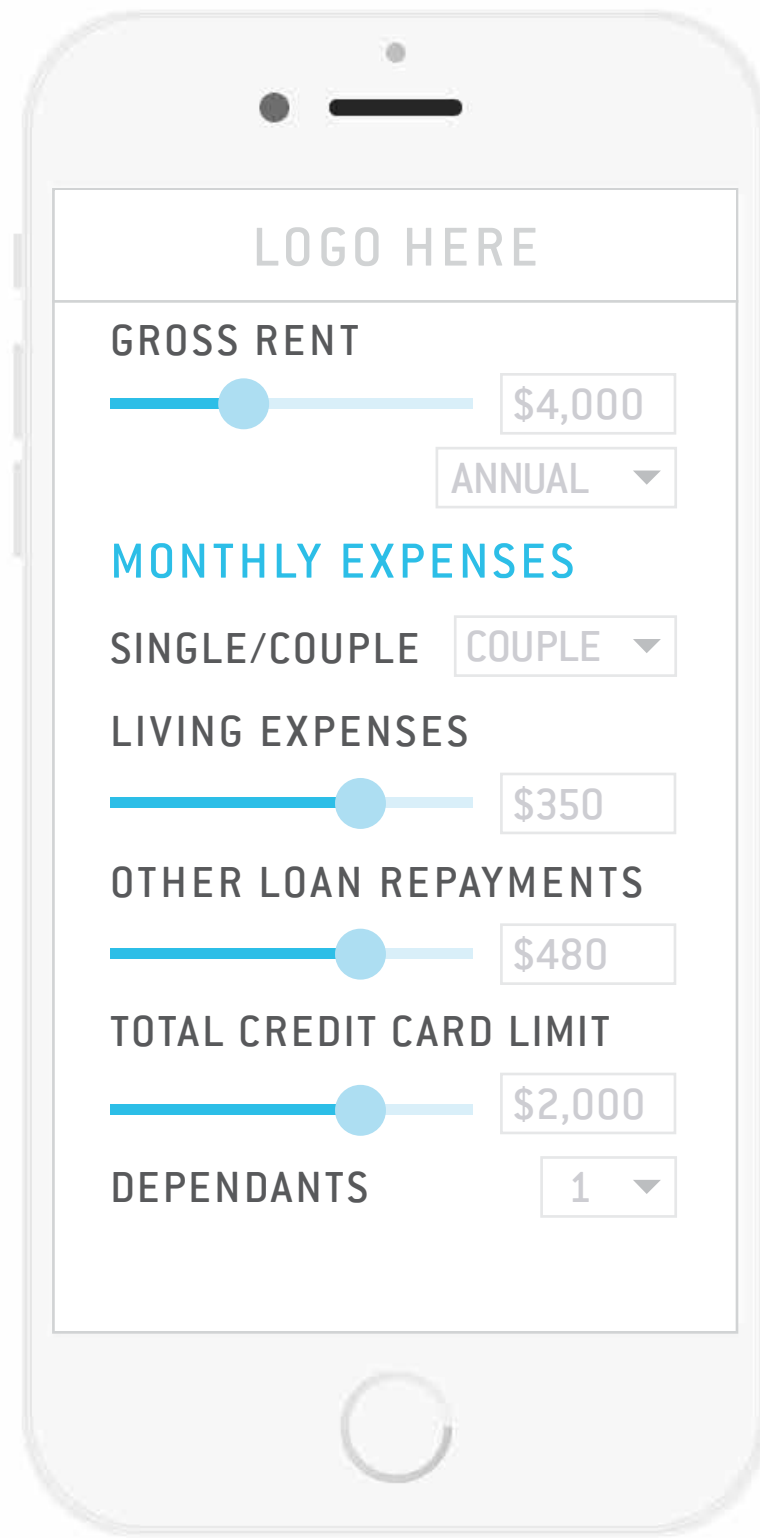 LOGO HERE
GROSS RENT
$4,000
ANNUAL
MONTHLY EXPENSES
SINGLE/COUPLE COUPLE
LIVING EXPENSES
$350
OTHER LOAN REPAYMENTS
$480
TOTAL CREDIT CARD LIMIT
$2,000
DEPENDANTS 1